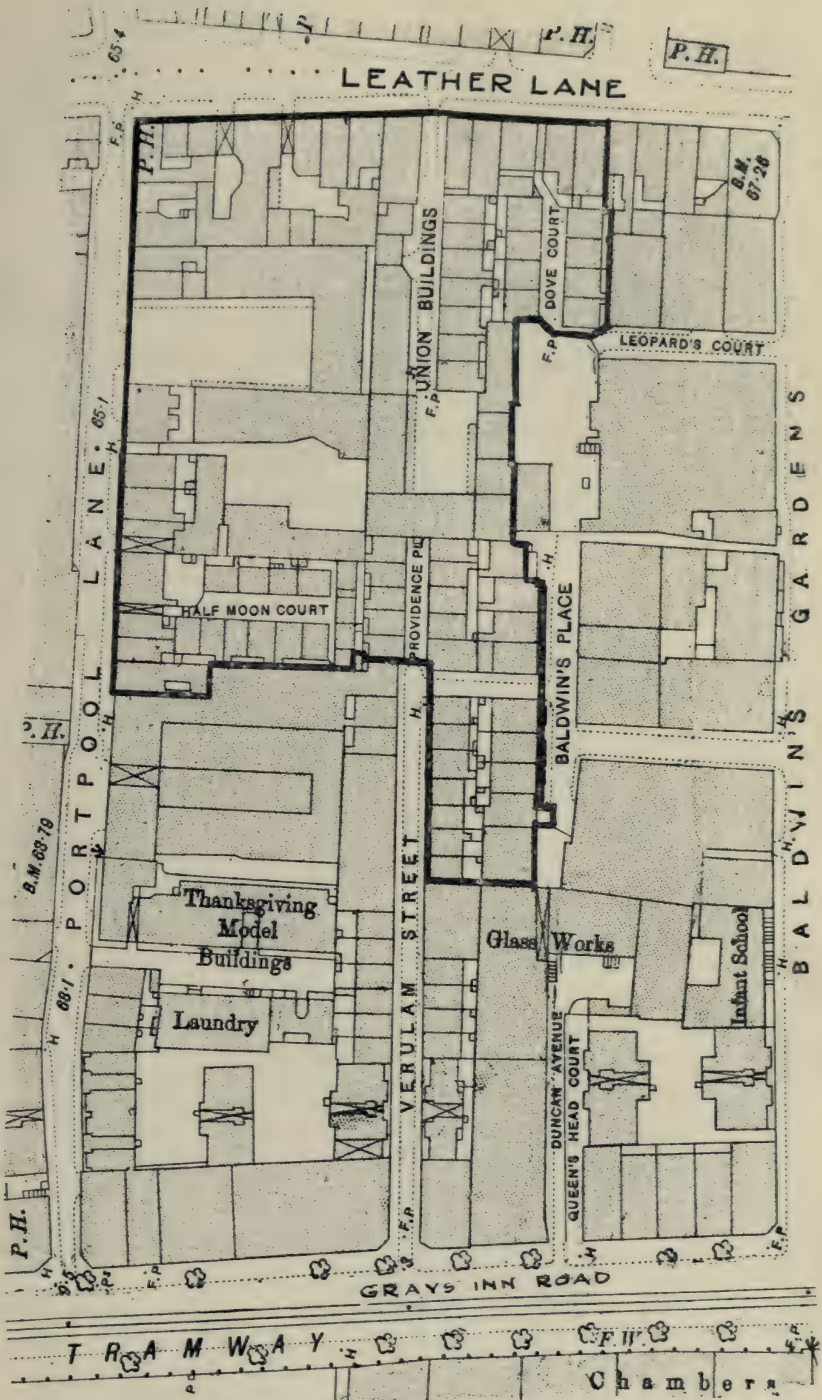 P. H.
P. H.
65·4
LEATHER LANE
H
F.P.
P. H.
B.M.
67·28
UNION BUILDINGS
DOVE COURT
F.P.
LEOPARD'S COURT
F.P.
65·1
H
PORTPOOL LANE
BALDWIN'S GARDENS
HALF MOON COURT
PROVIDENCE PL
H
BALDWIN'S PLACE
H
H
H
P. H.
B.M. 68·79
VERULAM STREET
Thanksgiving
Model
Buildings
Glass Works
H.
H.
Infant School
68·1
H
Laundry
DUNCAN AVENUE
QUEEN'S HEAD COURT
P. H.
H
F.P.
F.P.
H
F.P.
GRAYS INN ROAD
TRAMWAY
H
F.W.
F.P.
Chambers